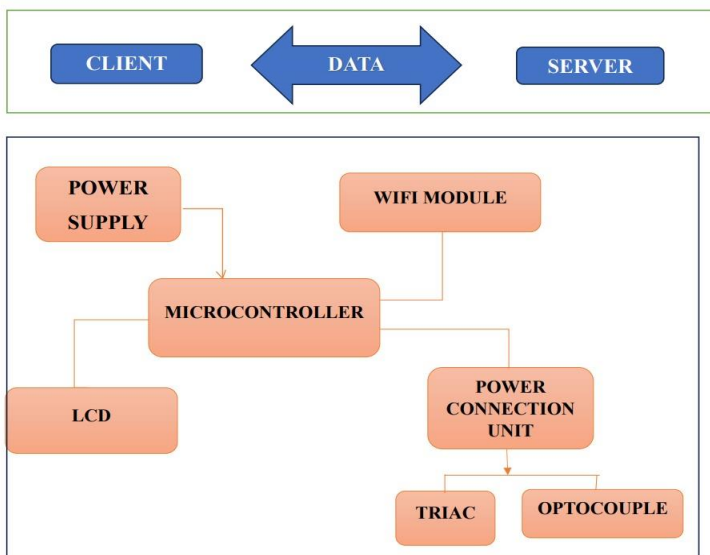 CLIENT
DATA
SERVER
POWER
SUPPLY
WIFI MODULE
MICROCONTROLLER
LCD
POWER
CONNECTION
UNIT
TRIAC
OPTOCOUPLE